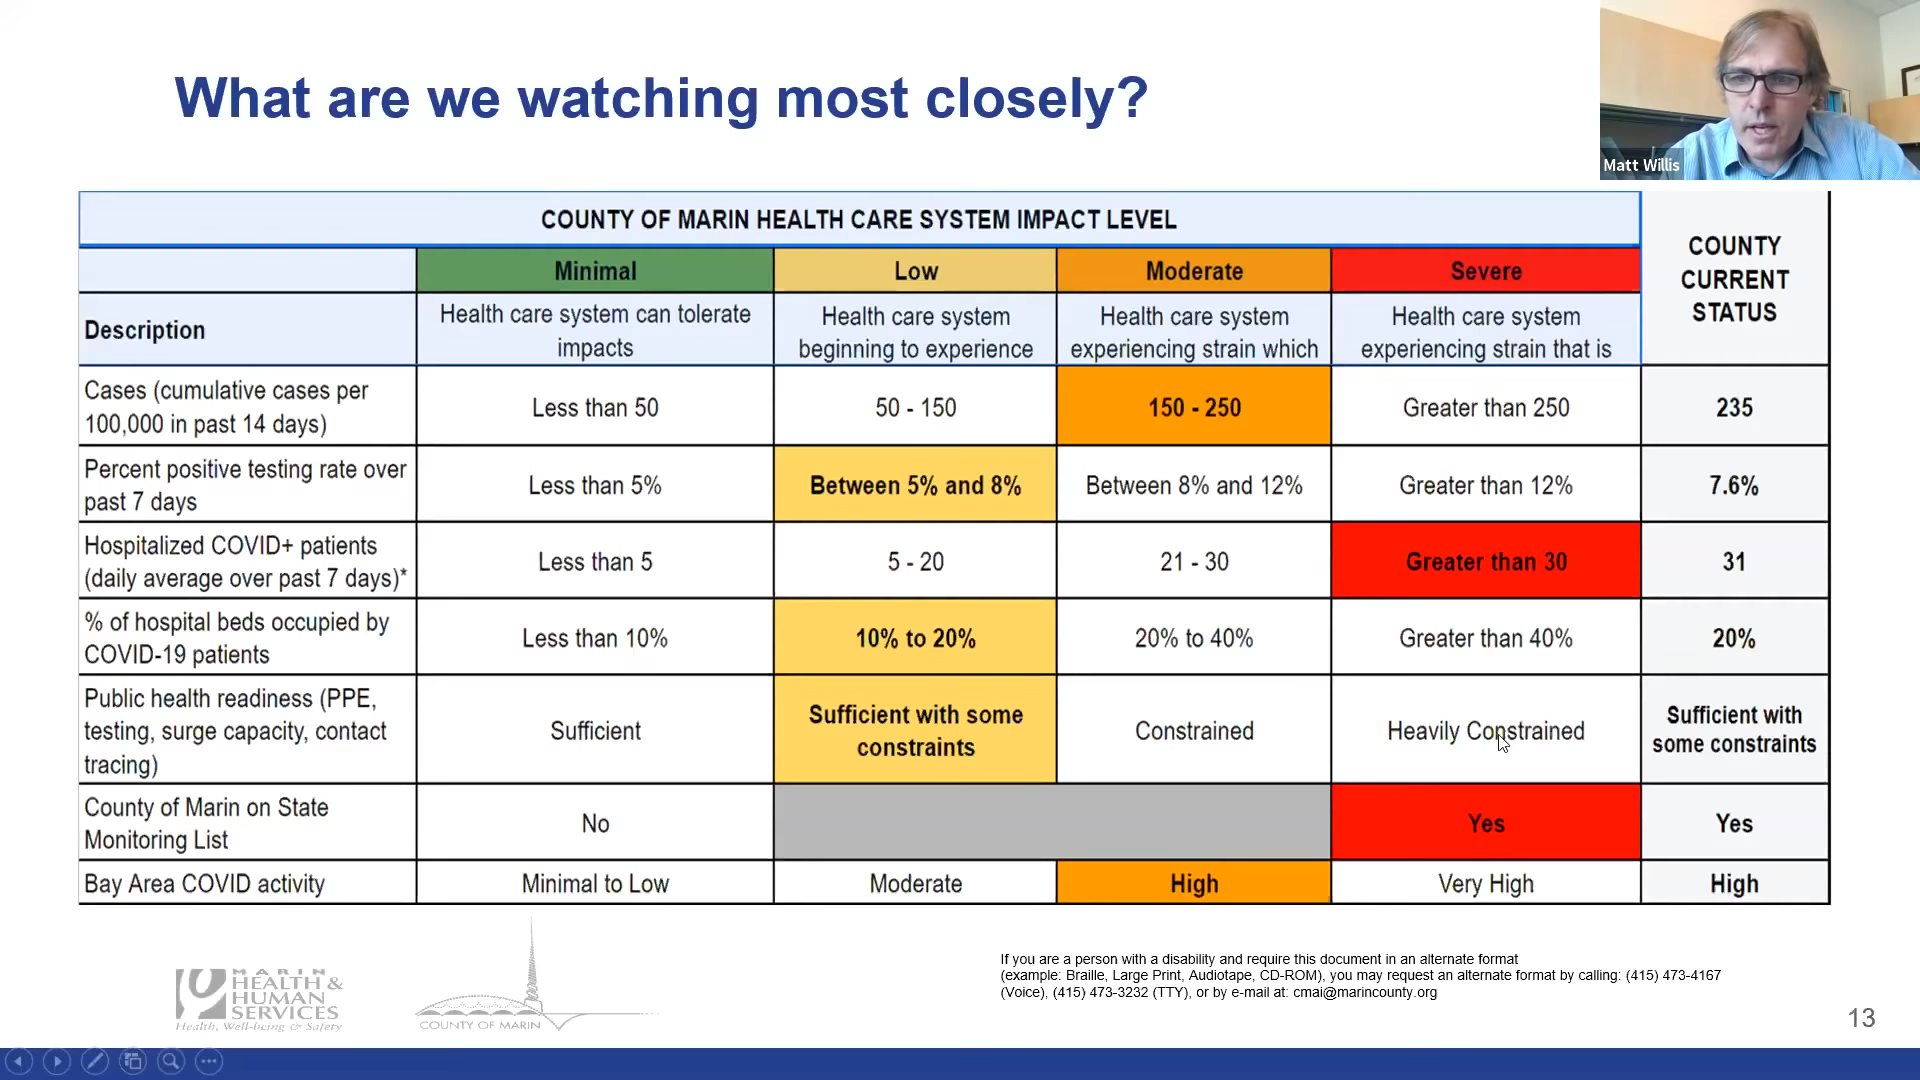 What are we watching most closely?
Matt Willis
COUNTY OF MARIN HEALTH CARE SYSTEM IMPACT LEVEL
COUNTY
CURRENT
STATUS
Minimal
Low
Moderate
Severe
Description
Health care system can tolerate
impacts
Health care system
beginning to experience
Health care system
experiencing strain which
Health care system
experiencing strain that is
Cases (cumulative cases per
100,000 in past 14 days)
Less than 50
50 - 150
150 - 250
Greater than 250
235
Percent positive testing rate over
past 7 days
Less than 5%
Between 5% and 8%
Between 8% and 12%
Greater than 12%
7.6%
Hospitalized COVID+ patients
(daily average over past 7 days)*
Less than 5
5 - 20
21 - 30
Greater than 30
31
% of hospital beds occupied by
COVID-19 patients
Less than 10%
10% to 20%
20% to 40%
Greater than 40%
20%
Public health readiness (PPE,
testing, surge capacity, contact
tracing)
Sufficient
Sufficient with some
constraints
Constrained
Heavily Constrained
Sufficient with
some constraints
County of Marin on State
Monitoring List
No
Yes
Yes
Bay Area COVID activity
Minimal to Low
Moderate
High
Very High
High
MARIN
HEALTH &
HUMAN
SERVICES
Health, Well-being & Safety
COUNTY OF MARIN
If you are a person with a disability and require this document in an alternate format
(example: Braille, Large Print, Audiotape, CD-ROM), you may request an alternate format by calling: (415) 473-4167
(Voice), (415) 473-3232 (TTY), or by e-mail at: cmai@marincounty.org
13